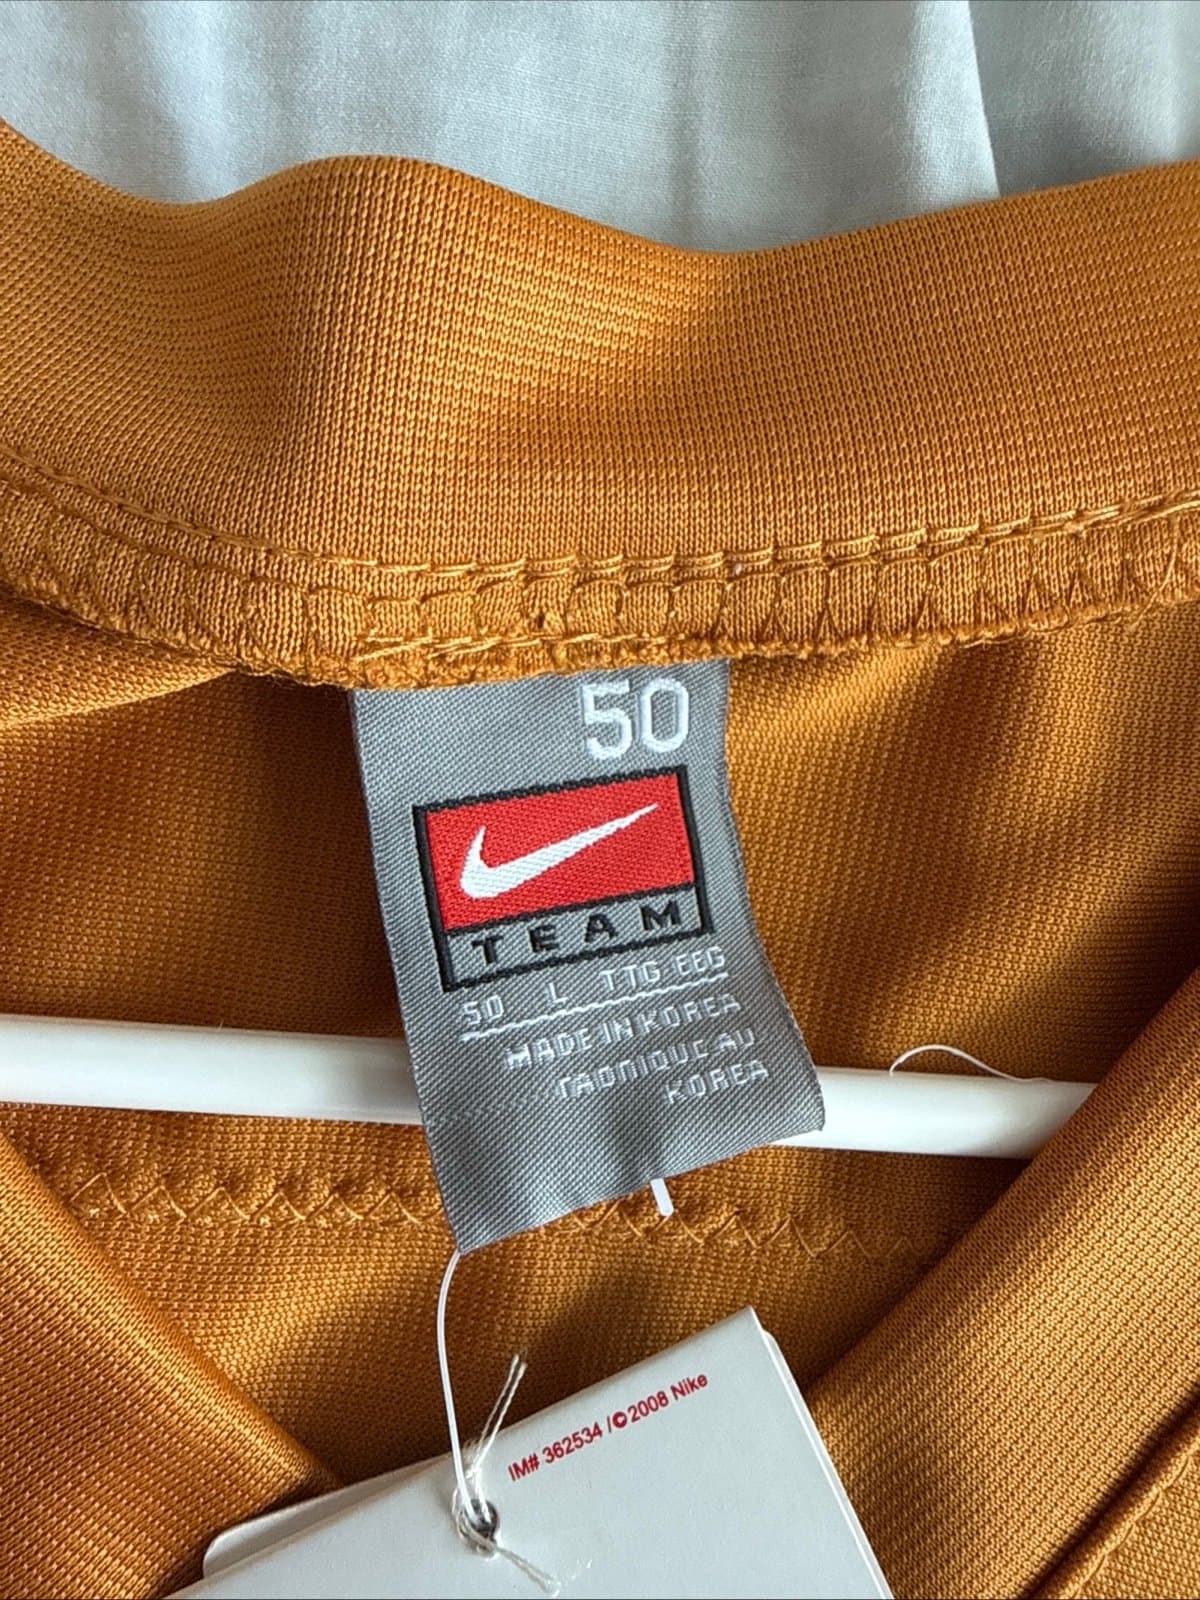 50
TEAM
50 L TTG EEG
MADE IN KOREA
FABRIQUE AU
KOREA
IM# 362534 /©2008 Nike